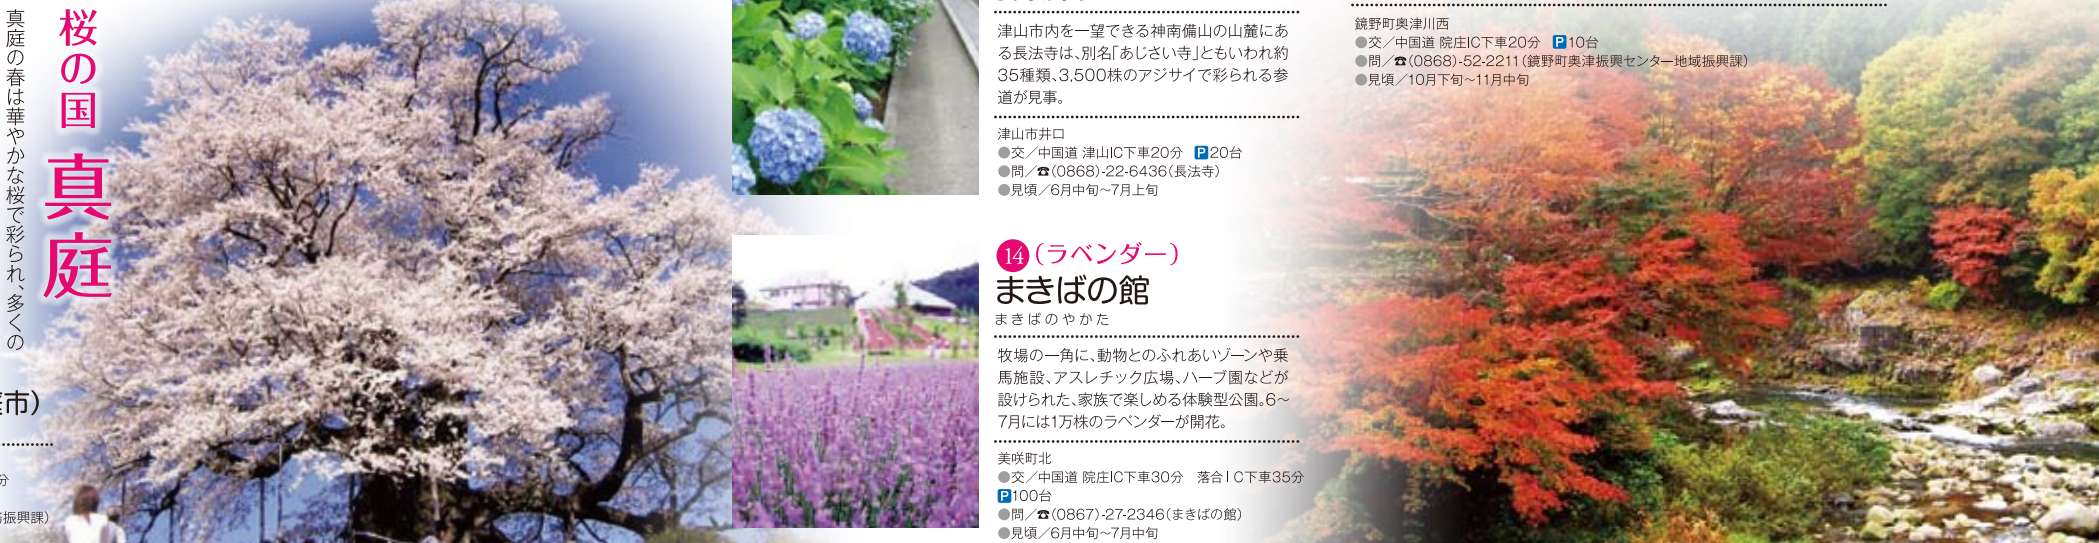 桜の国
真庭
真庭の春は華やかな桜で彩られ、多くの
庭市）
分
振興課）
津山市内を一望できる神南備山の山麓にあ
る長法寺は、別名「あじさい寺」ともいわれ約
35種類、3,500株のアジサイで彩られる参
道が見事。
津山市井口
●交／中国道 津山IC下車20分 P20台
●問／☎（0868）-22-6436（長法寺）
●見頃／6月中旬～7月上旬
14（ラベンダー）
まきばの館
まきばのやかた
牧場の一角に、動物とのふれあいゾーンや乗
馬施設、アスレチック広場、ハーブ園などが
設けられた、家族で楽しめる体験型公園。6～
7月には1万株のラベンダーが開花。
美咲町北
●交／中国道 院庄IC下車30分 落合IC下車35分
P100台
●問／☎（0867）-27-2346（まきばの館）
●見頃／6月中旬～7月中旬
鏡野町奥津川西
●交／中国道 院庄IC下車20分 P10台
●問／☎（0868）-52-2211（鏡野町奥津振興センター地域振興課）
●見頃／10月下旬～11月中旬